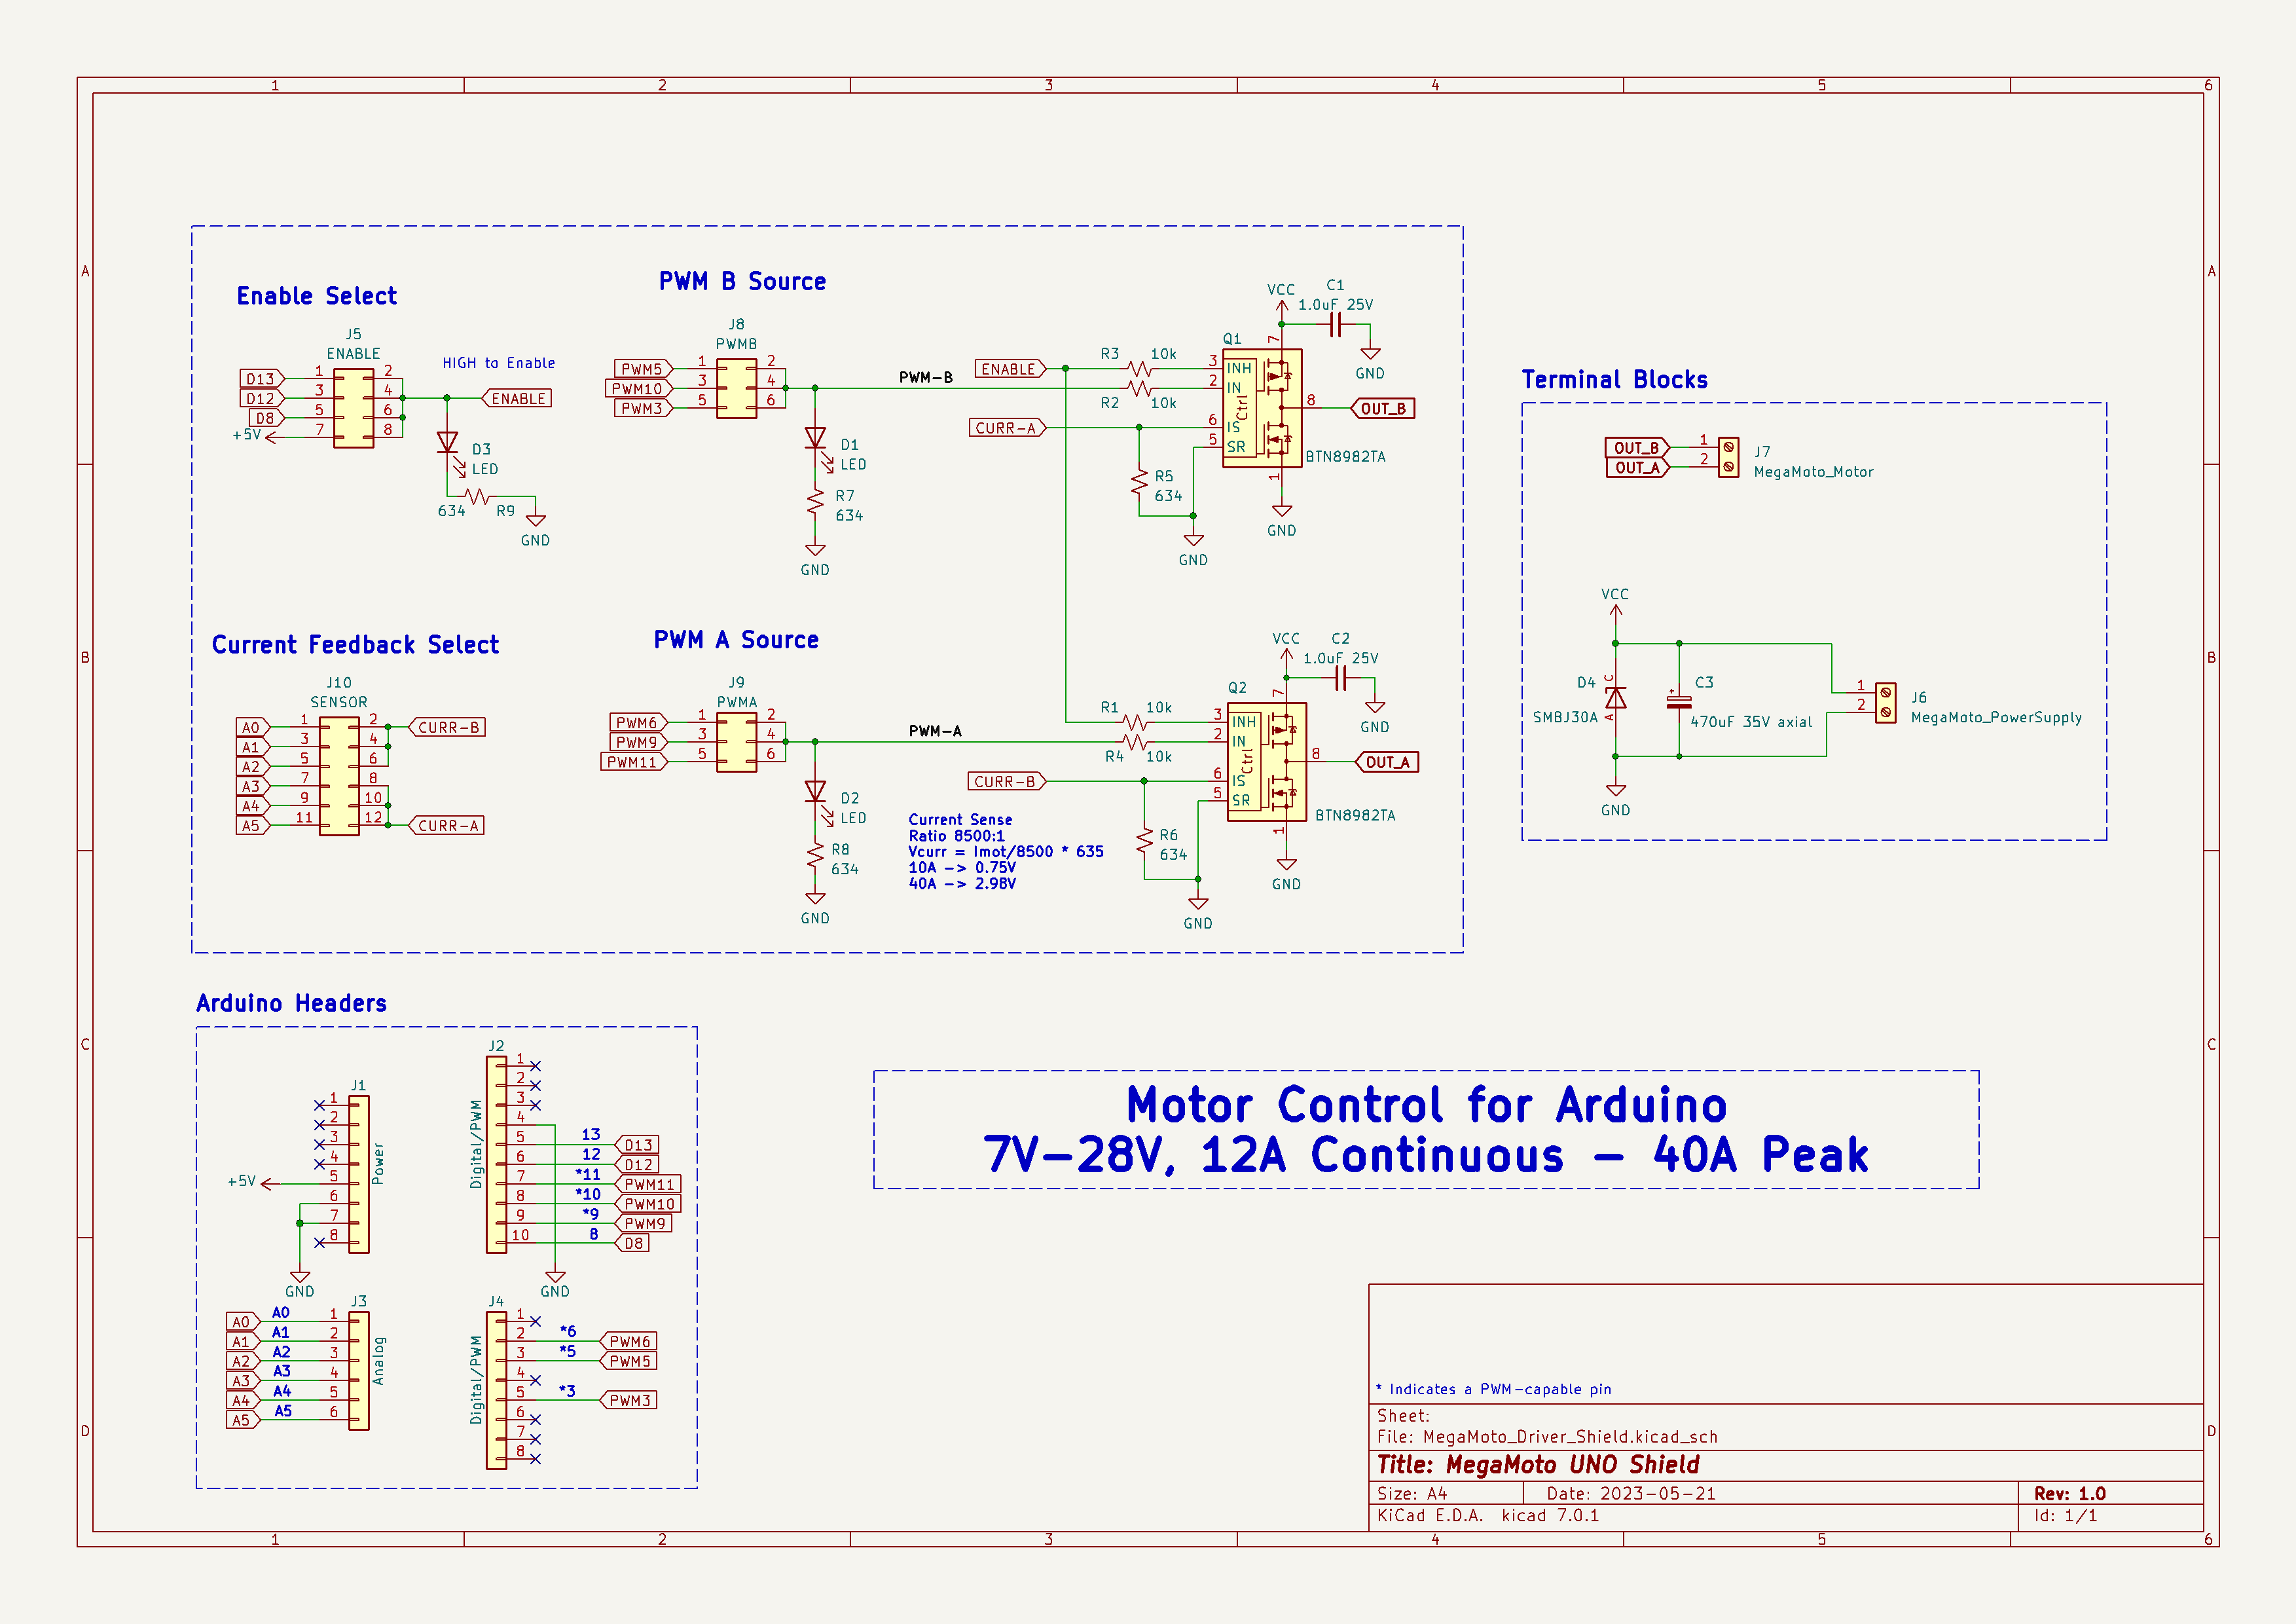 1 2 3 4 5 6
A A
B B
C C
D D
Enable Select
J5
ENABLE
HIGH to Enable
D13 1 2
D12 3 4 ENABLE
D8 5 6
+5V 7 8
D3
LED
634 R9
GND
PWM B Source
J8
PWMB
PWM5 1 2
PWM10 3 4
PWM3 5 6
PWM-B
D1
LED
R7
634
GND
VCC C1
1.0uF 25V
GND
Q1 7
ENABLE R3 10k 3 INH
R2 10k 2 IN
Ctrl
8 OUT_B
CURR-A 6 IS
5 SR
BTN8982TA
1
R5
634
GND
GND
Current Feedback Select
J10
SENSOR
A0 1 2 CURR-B
A1 3 4
A2 5 6
A3 7 8
A4 9 10
A5 11 12 CURR-A
PWM A Source
J9
PWMA
PWM6 1 2
PWM9 3 4
PWM11 5 6
PWM-A
D2
LED
R8
634
GND
VCC C2
1.0uF 25V
GND
Q2 7
R1 10k 3 INH
R4 10k 2 IN
Ctrl
8 OUT_A
CURR-B 6 IS
5 SR
BTN8982TA
1
R6
634
GND
GND
Current Sense
Ratio 8500:1
Vcurr = Imot/8500 * 635
10A -> 0.75V
40A -> 2.98V
Terminal Blocks
OUT_B 1 J7
OUT_A 2 MegaMoto_Motor
VCC
D4 C
SMBJ30A A
C3
+
470uF 35V axial
1 J6
2 MegaMoto_PowerSupply
GND
Arduino Headers
J1
Power
1
2
3
4
+5V 5
6
7
8
GND
J2
Digital/PWM
1
2
3
4
5 13 D13
6 12 D12
7 *11 PWM11
8 *10 PWM10
9 *9 PWM9
10 8 D8
GND
J3
Analog
A0 A0 1
A1 A1 2
A2 A2 3
A3 A3 4
A4 A4 5
A5 A5 6
J4
Digital/PWM
1
2 *6 PWM6
3 *5 PWM5
4
5 *3 PWM3
6
7
8
Motor Control for Arduino
7V-28V, 12A Continuous - 40A Peak
* Indicates a PWM-capable pin
Sheet:
File: MegaMoto_Driver_Shield.kicad_sch
Title: MegaMoto UNO Shield
Size: A4 Date: 2023-05-21 Rev: 1.0
KiCad E.D.A. kicad 7.0.1 Id: 1/1
1 2 3 4 5 6